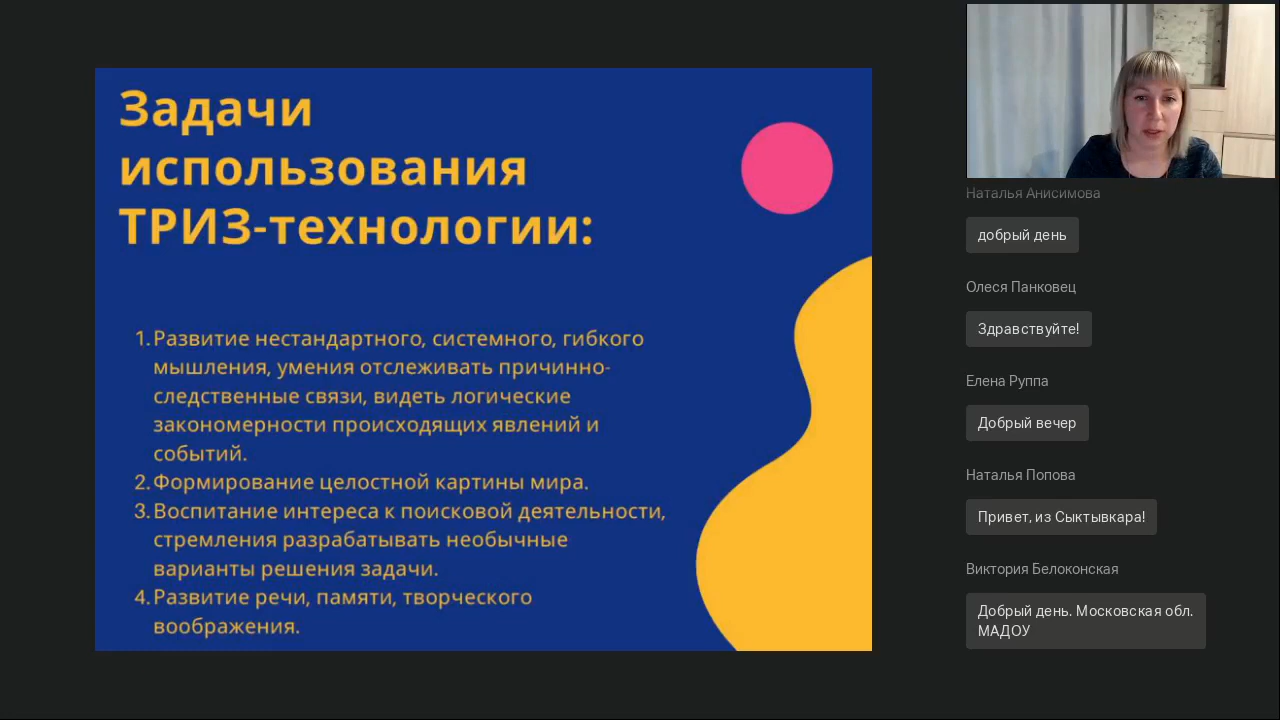 Задачи
использования
ТРИЗ-технологии:
1. Развитие нестандартного, системного, гибкого
мышления, умения отслеживать причинно-
следственные связи, видеть логические
закономерности происходящих явлений и
событий.
2. Формирование целостной картины мира.
3. Воспитание интереса к поисковой деятельности,
стремления разрабатывать необычные
варианты решения задачи.
4. Развитие речи, памяти, творческого
воображения.
Наталья Анисимова
добрый день
Олеся Панковец
Здравствуйте!
Елена Руппа
Добрый вечер
Наталья Попова
Привет, из Сыктывкара!
Виктория Белоконская
Добрый день. Московская обл.
МАДОУ